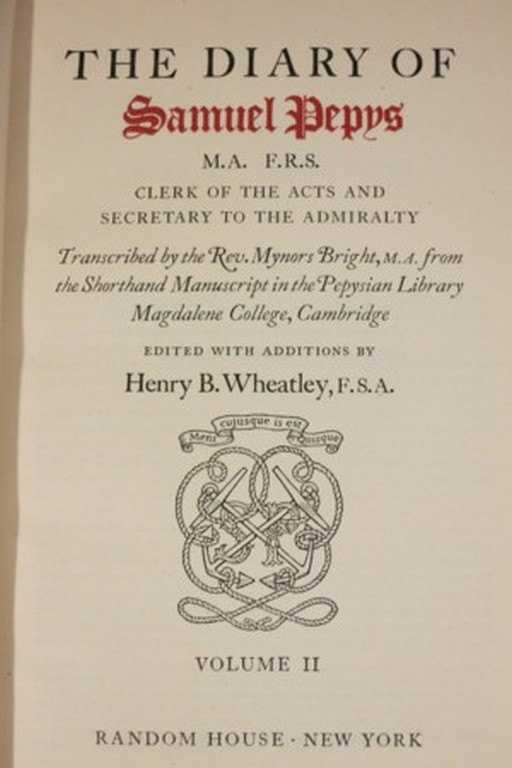 THE DIARY OF
Samuel Pepys
M.A. F.R.S.
CLERK OF THE ACTS AND
SECRETARY TO THE ADMIRALTY
Transcribed by the Rev. Mynors Bright, M.A. from
the Shorthand Manuscript in the Pepysian Library
Magdalene College, Cambridge
EDITED WITH ADDITIONS BY
Henry B. Wheatley, F.S.A.
Mens cujusque is est Quisque
VOLUME II
RANDOM HOUSE · NEW YORK